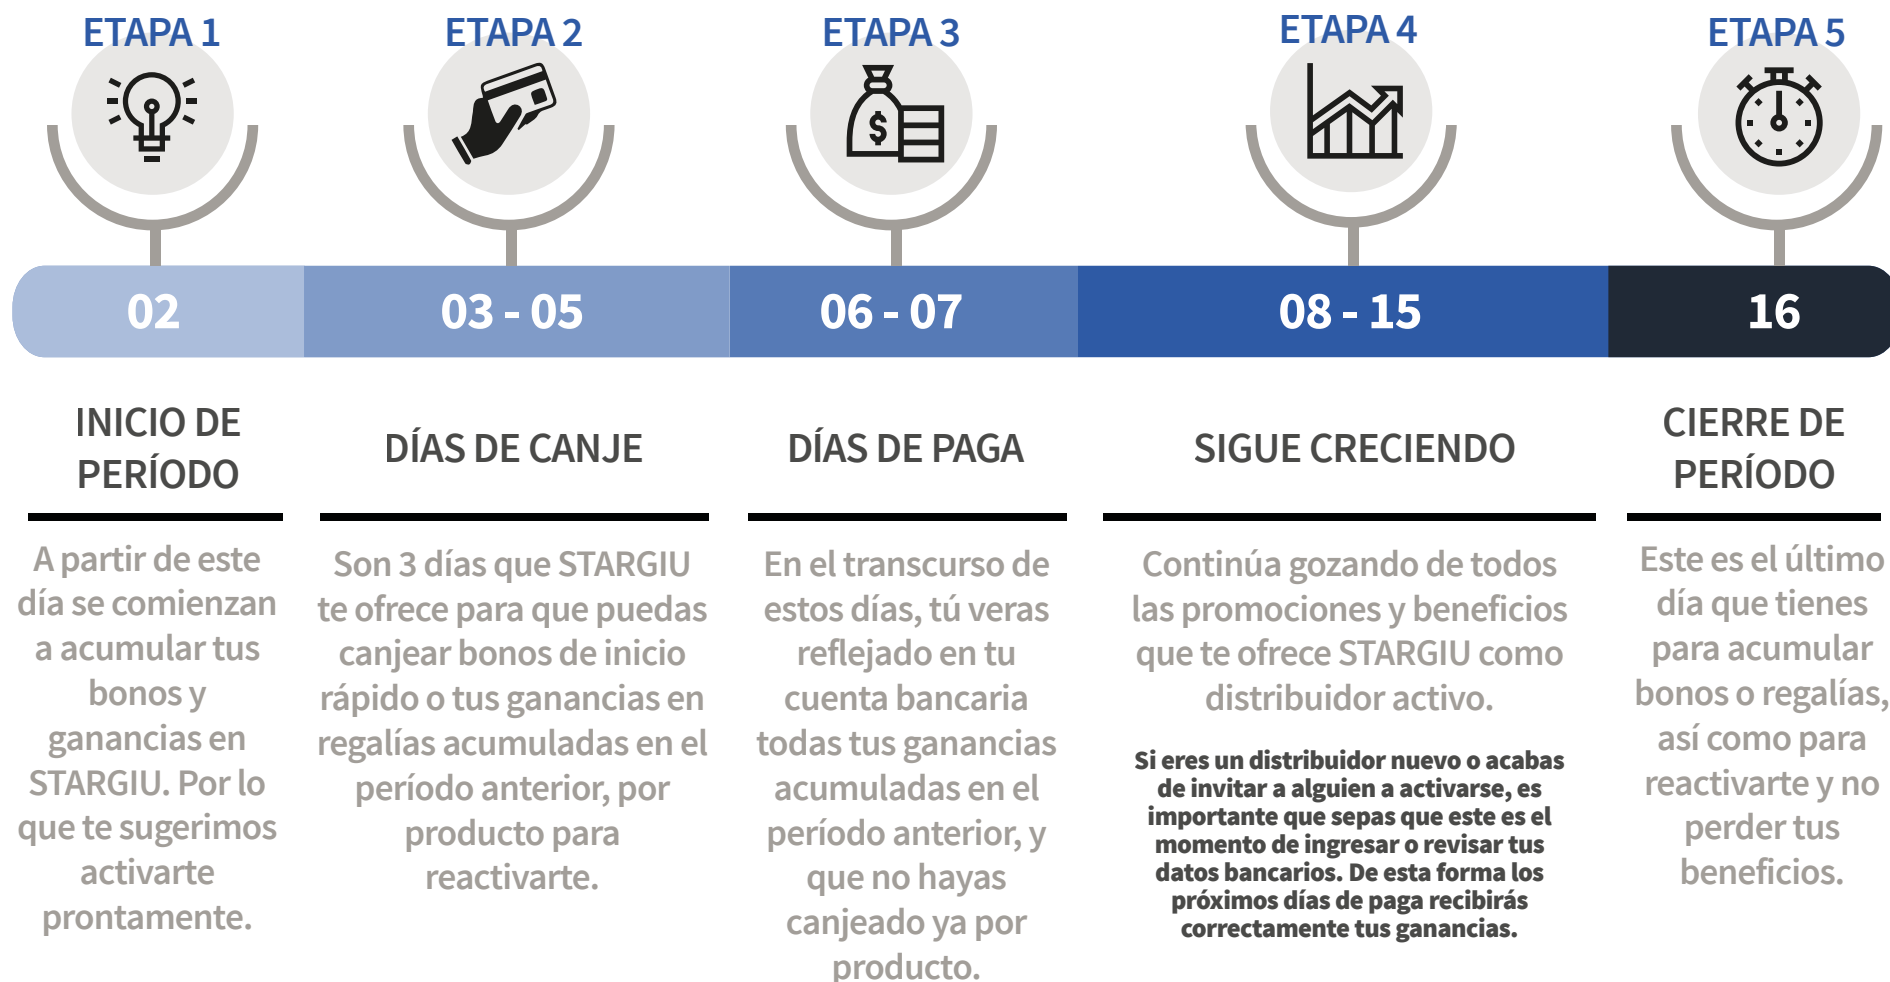 ETAPA 1
ETAPA 2
ETAPA 3
ETAPA 4
ETAPA 5
$
02
03 - 05
06 - 07
08 - 15
16
INICIO DE
PERÍODO
A partir de este
día se comienzan
a acumular tus
bonos y
ganancias en
STARGIU. Por lo
que te sugerimos
activarte
prontamente.
DÍAS DE CANJE
Son 3 días que STARGIU
te ofrece para que puedas
canjear bonos de inicio
rápido o tus ganancias en
regalías acumuladas en el
período anterior, por
producto para
reactivarte.
DÍAS DE PAGA
En el transcurso de
estos días, tú veras
reflejado en tu
cuenta bancaria
todas tus ganancias
acumuladas en el
período anterior, y
que no hayas
canjeado ya por
producto.
SIGUE CRECIENDO
Continúa gozando de todos
las promociones y beneficios
que te ofrece STARGIU como
distribuidor activo.
Si eres un distribuidor nuevo o acabas
de invitar a alguien a activarse, es
importante que sepas que este es el
momento de ingresar o revisar tus
datos bancarios. De esta forma los
próximos días de paga recibirás
correctamente tus ganancias.
CIERRE DE
PERÍODO
Este es el último
día que tienes
para acumular
bonos o regalías,
así como para
reactivarte y no
perder tus
beneficios.